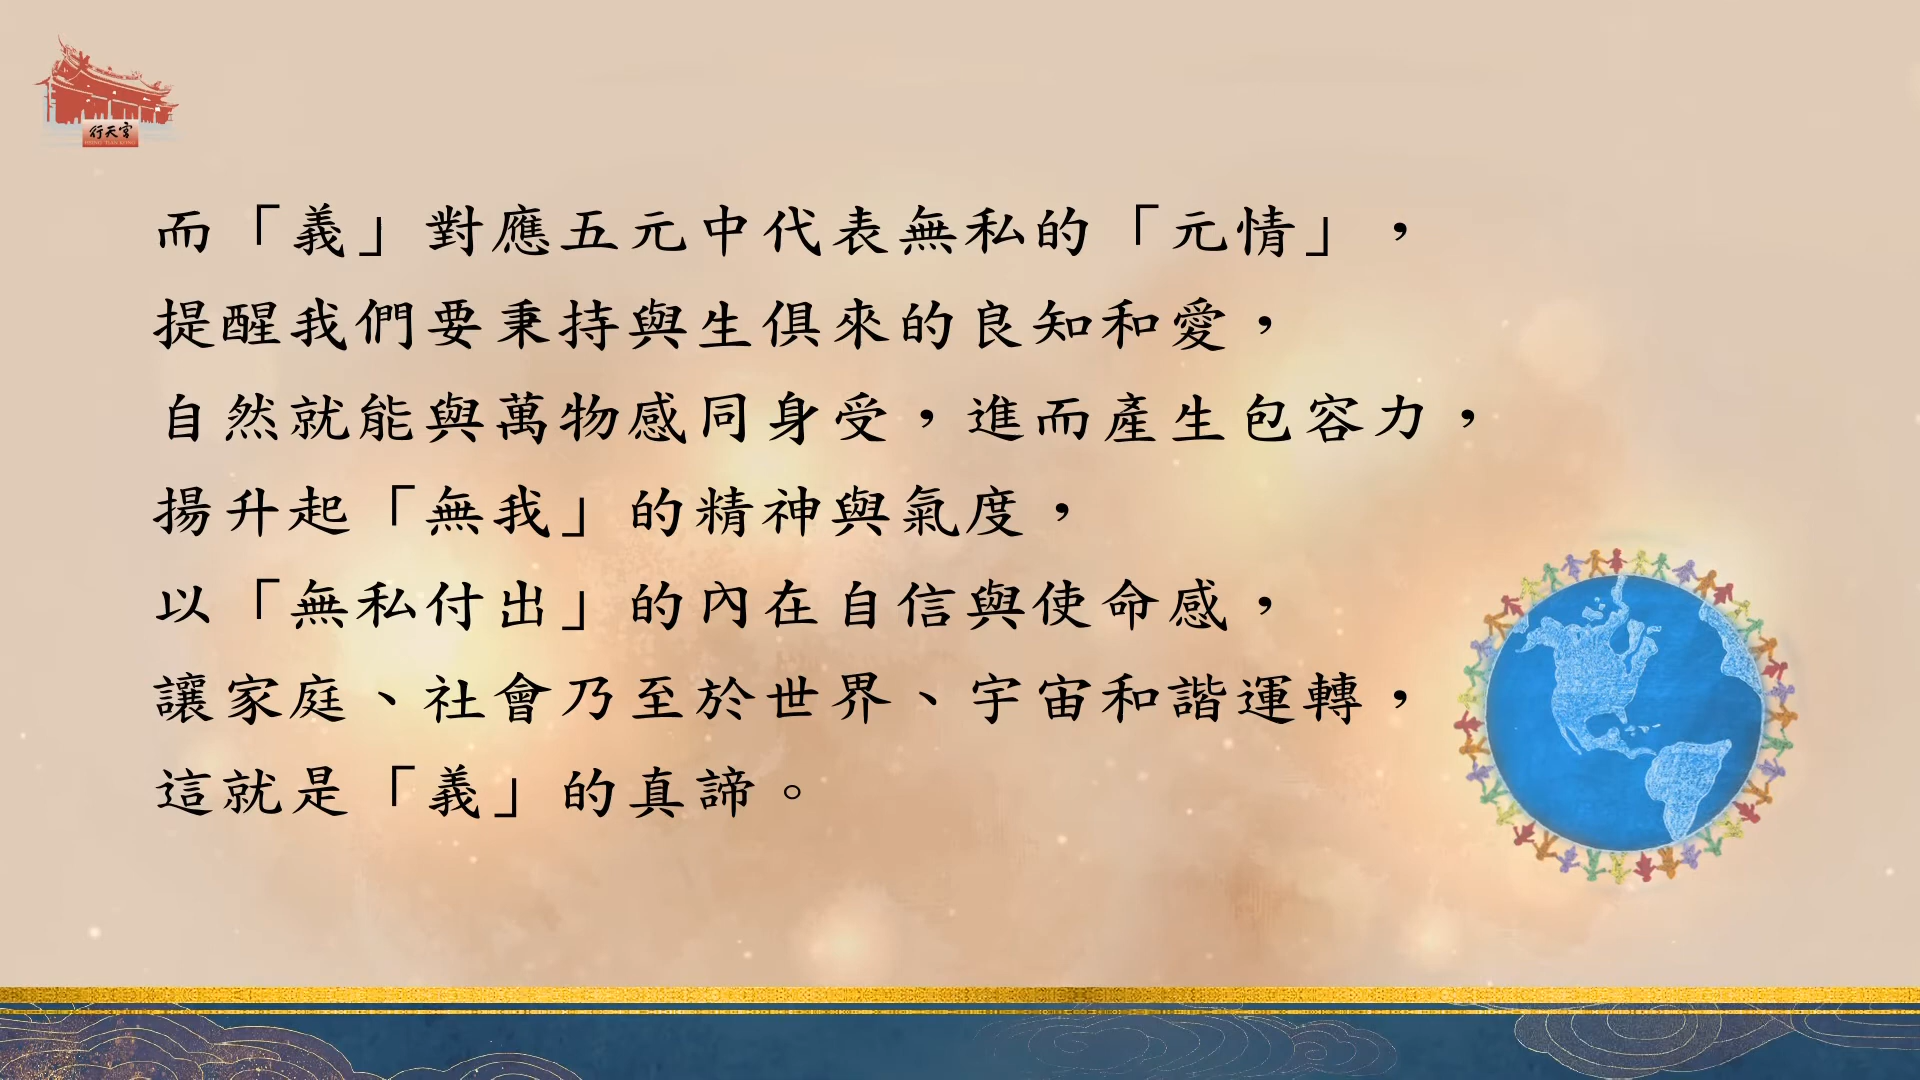 行天宮
HSING TIAN KONG
而「義」對應五元中代表無私的「元情」，
提醒我們要秉持與生俱來的良知和愛，
自然就能與萬物感同身受，進而產生包容力，
揚升起「無我」的精神與氣度，
以「無私付出」的內在自信與使命感，
讓家庭、社會乃至於世界、宇宙和諧運轉，
這就是「義」的真諦。